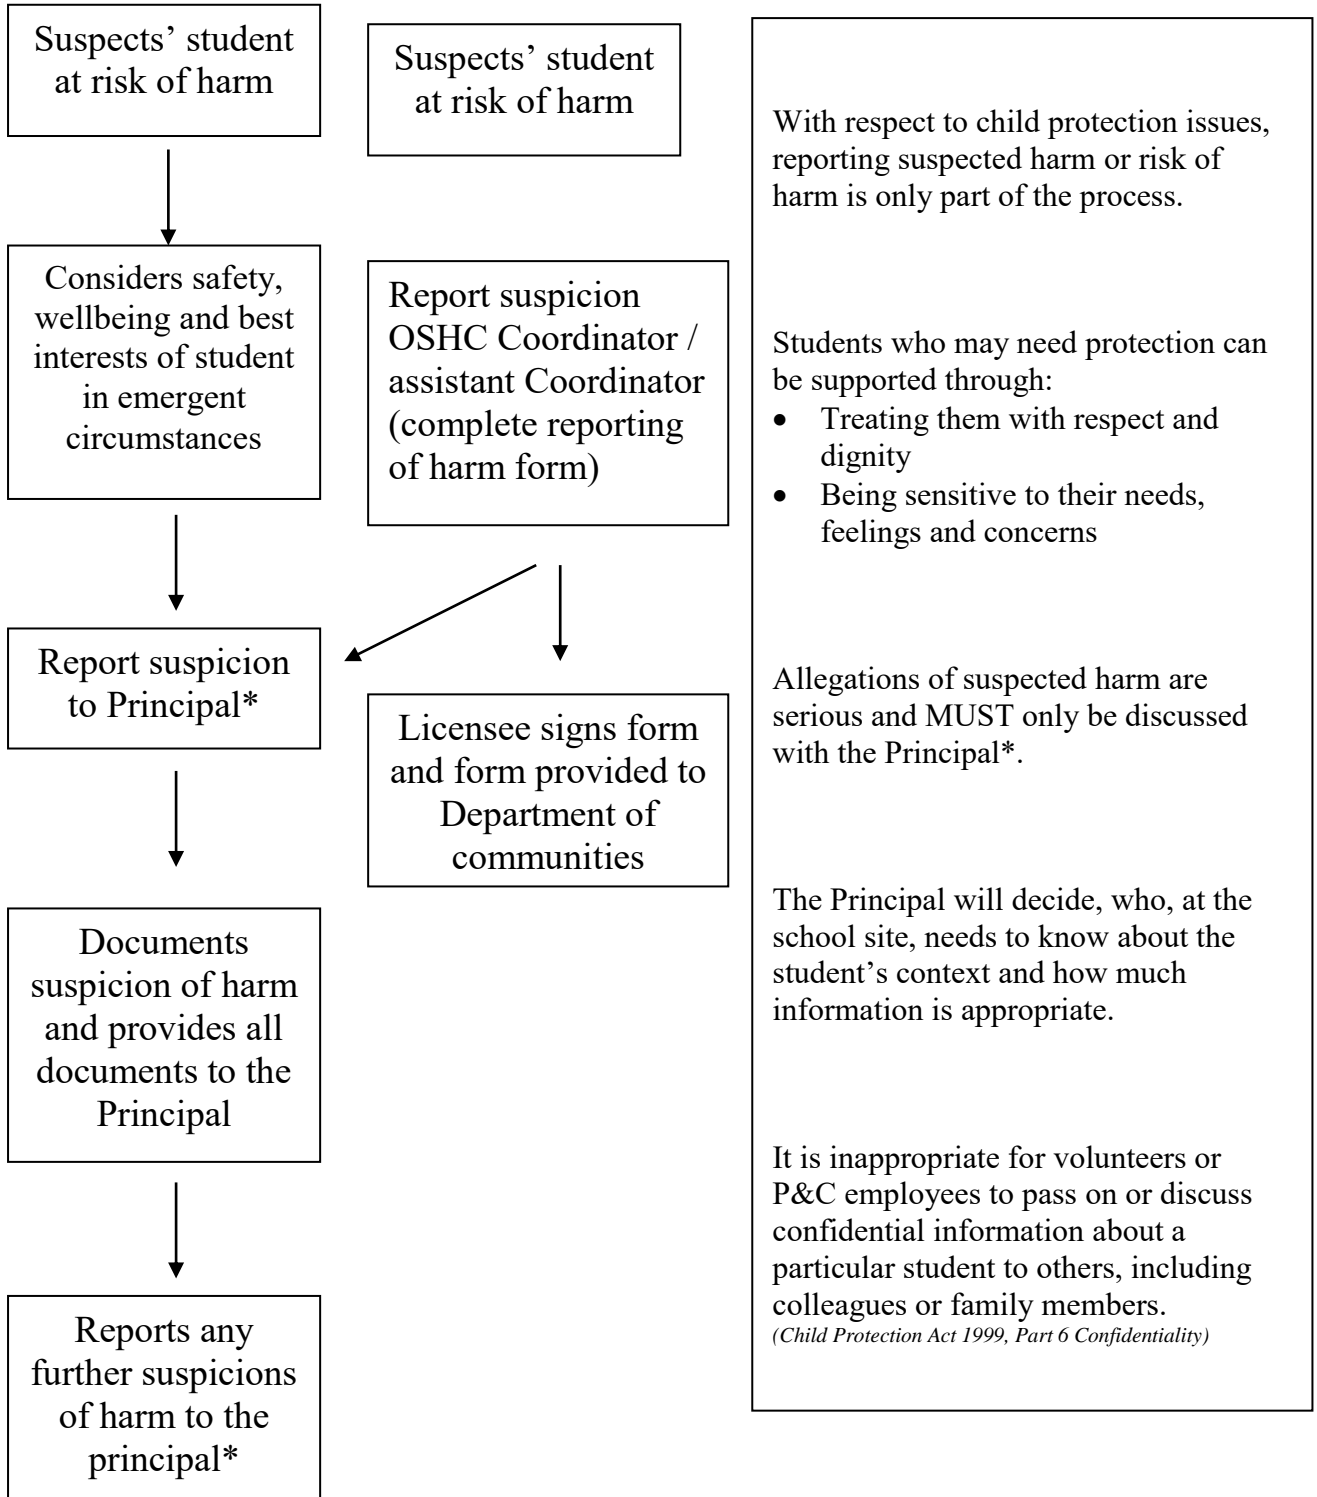 Suspects’ student
at risk of harm
Considers safety,
wellbeing and best
interests of student
in emergent
circumstances
Report suspicion
to Principal*
Documents
suspicion of harm
and provides all
documents to the
Principal
Reports any
further suspicions
of harm to the
principal*
Suspects’ student
at risk of harm
Report suspicion
OSHC Coordinator /
assistant Coordinator
(complete reporting
of harm form)
Licensee signs form
and form provided to
Department of
communities
With respect to child protection issues,
reporting suspected harm or risk of
harm is only part of the process.
Students who may need protection can
be supported through:
• Treating them with respect and
dignity
• Being sensitive to their needs,
feelings and concerns
Allegations of suspected harm are
serious and MUST only be discussed
with the Principal*.
The Principal will decide, who, at the
school site, needs to know about the
student’s context and how much
information is appropriate.
It is inappropriate for volunteers or
P&C employees to pass on or discuss
confidential information about a
particular student to others, including
colleagues or family members.
(Child Protection Act 1999, Part 6 Confidentiality)